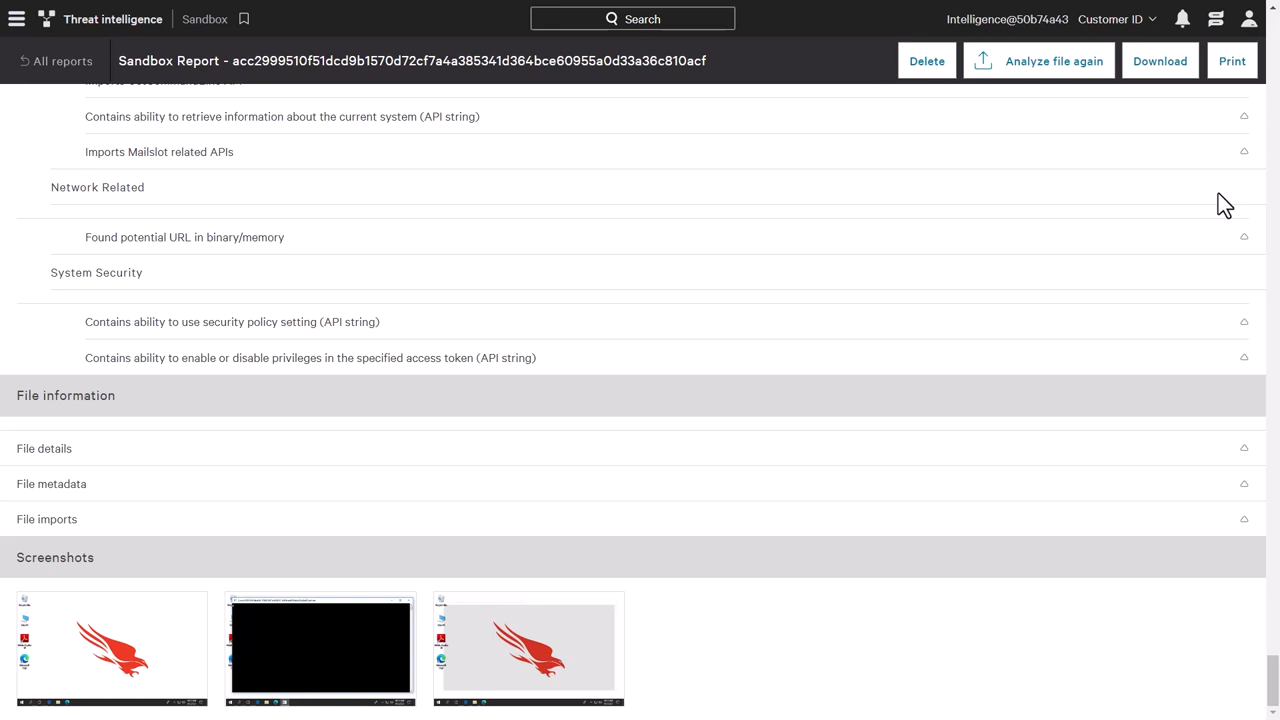 Threat intelligence
Sandbox
Search
Intelligence@50b74a43
Customer ID
All reports
Sandbox Report - acc2999510f51dcd9b1570d72cf7a4a385341d364bce60955a0d33a36c810acf
Delete
Analyze file again
Download
Print
Contains ability to retrieve information about the current system (API string)
Imports Mailslot related APIs
Network Related
Found potential URL in binary/memory
System Security
Contains ability to use security policy setting (API string)
Contains ability to enable or disable privileges in the specified access token (API string)
File information
File details
File metadata
File imports
Screenshots